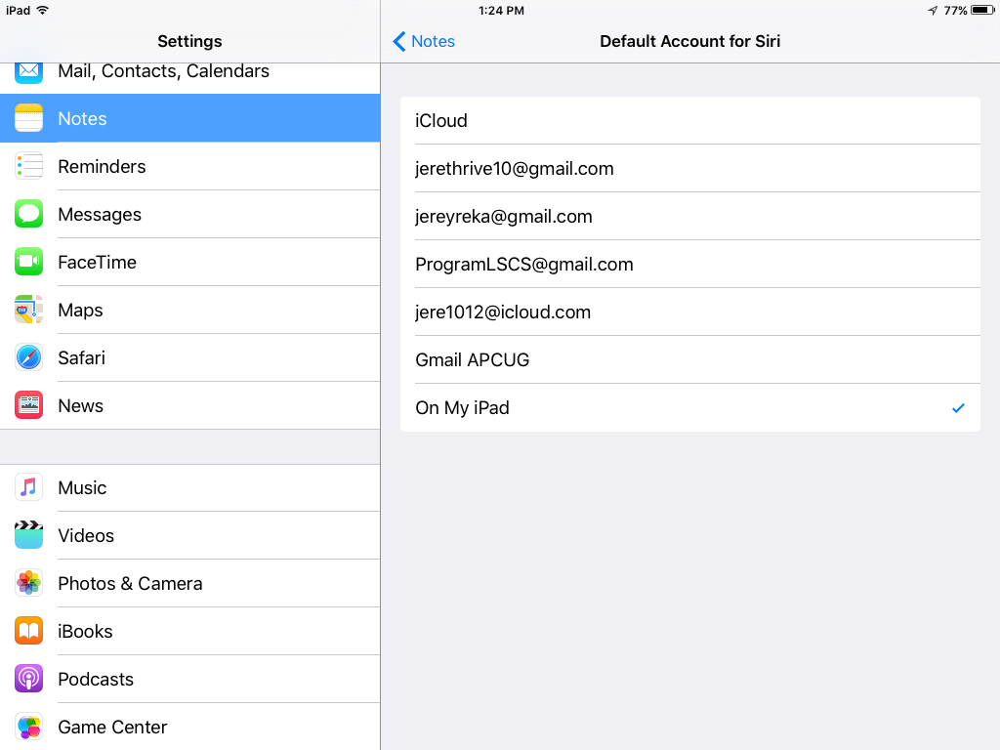 iPad
1:24 PM
77%
Settings
Mail, Contacts, Calendars
Notes
Reminders
Messages
FaceTime
Maps
Safari
News
Music
Videos
Photos & Camera
iBooks
Podcasts
Game Center
Notes
Default Account for Siri
iCloud
jerethrive10@gmail.com
jereyreka@gmail.com
ProgramLSCS@gmail.com
jere1012@icloud.com
Gmail APCUG
On My iPad